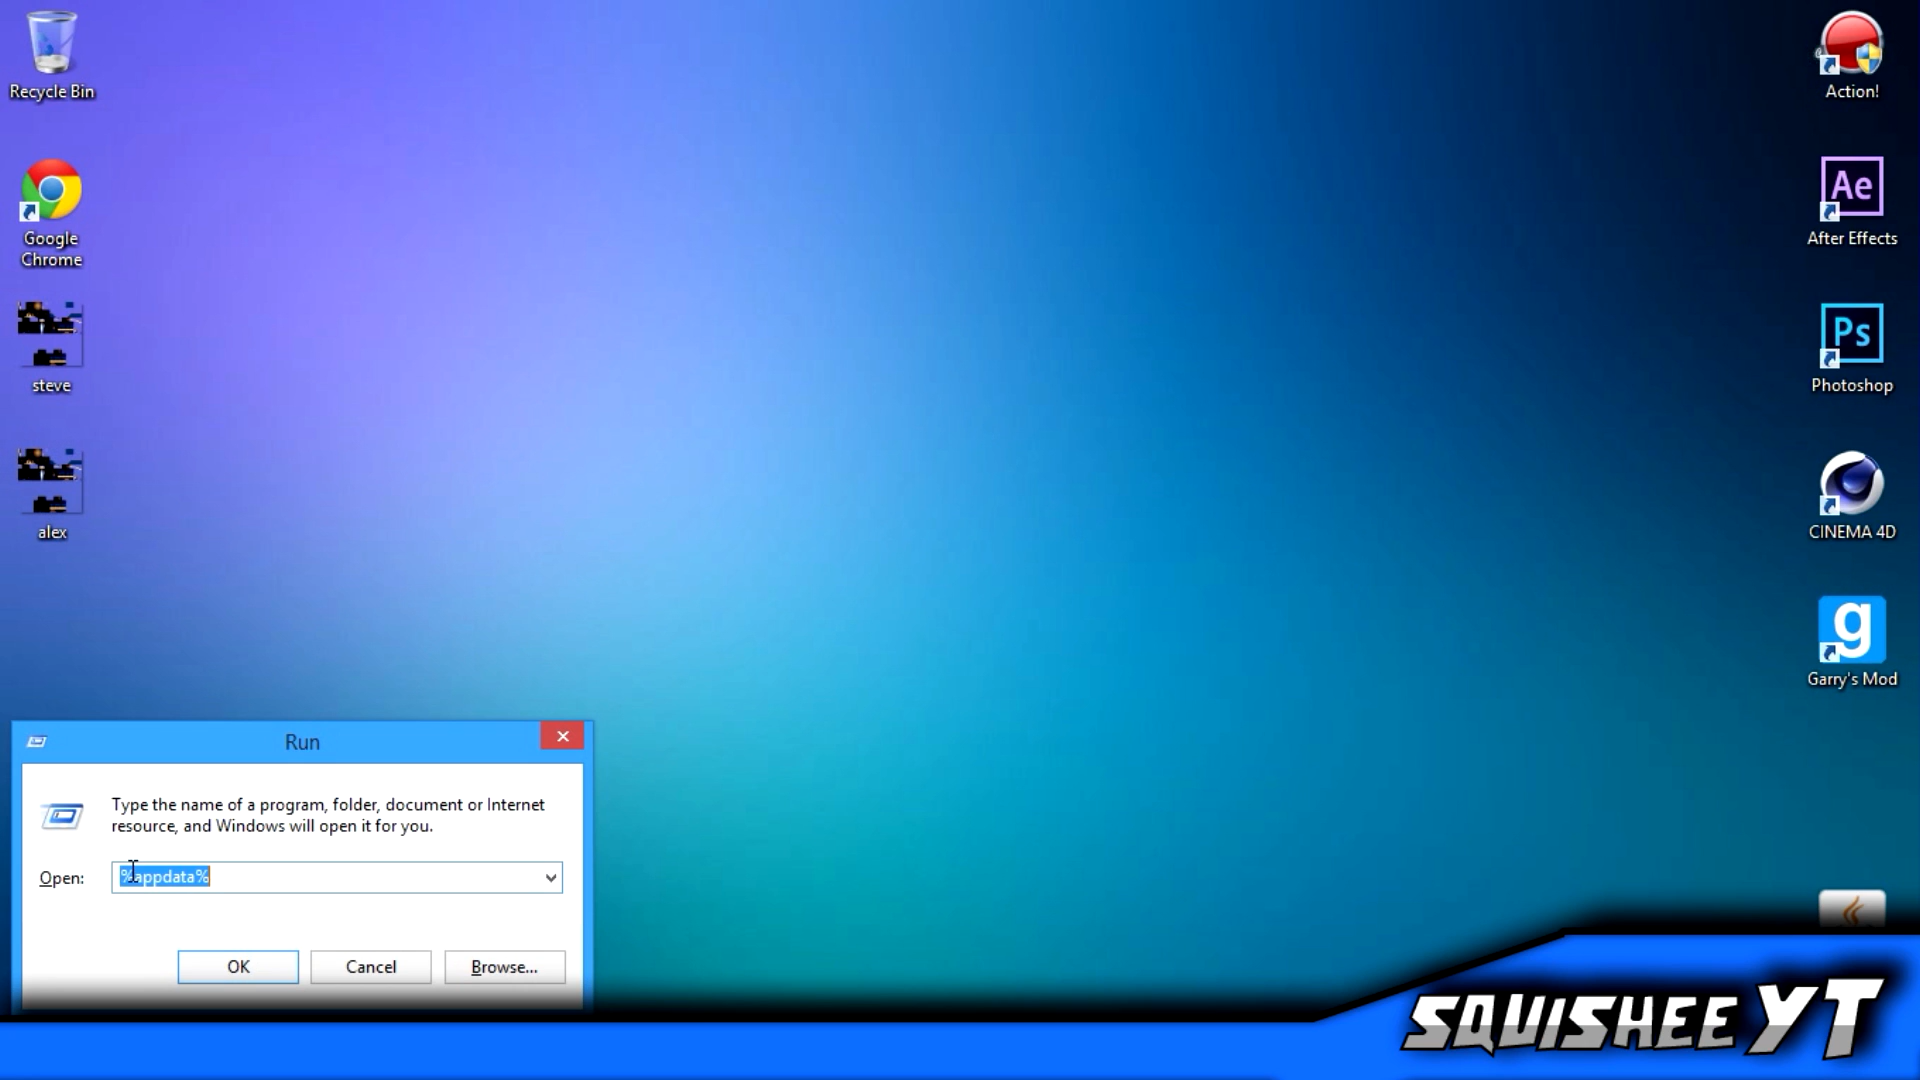 Recycle Bin
Google
Chrome
steve
alex
Action!
Ae
After Effects
Ps
Photoshop
CINEMA 4D
g
Garry's Mod
Run
Type the name of a program, folder, document or Internet
resource, and Windows will open it for you.
Open:
%appdata%
OK
Cancel
Browse...
SQUISHEE YT